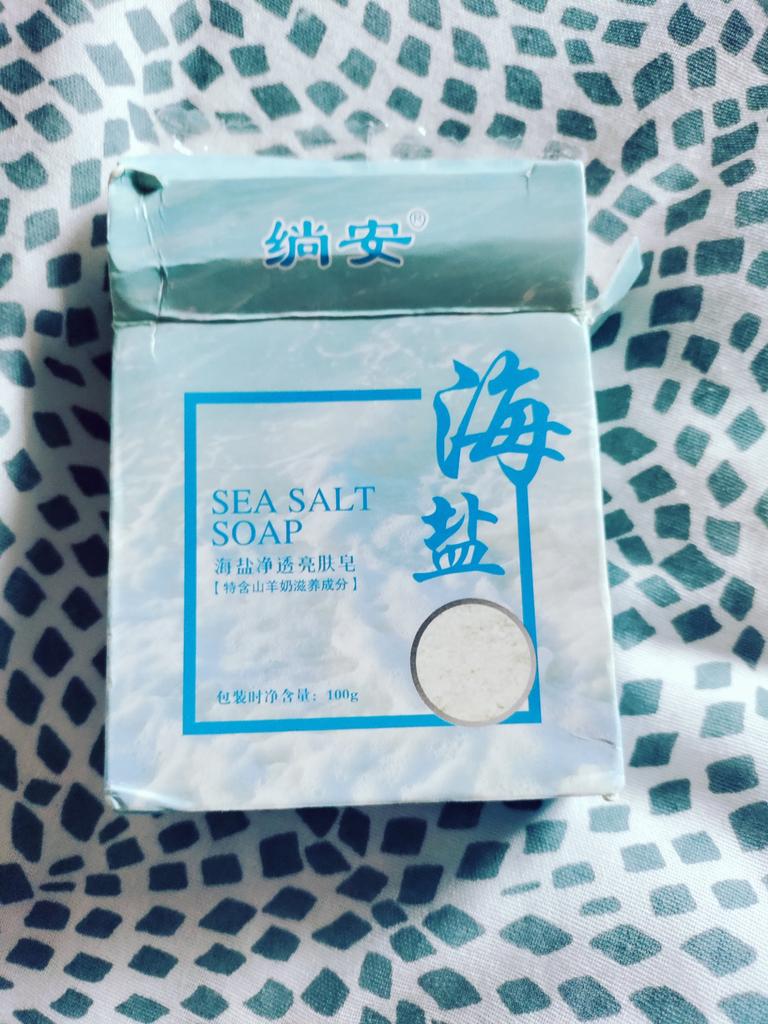 绱安®
海盐
SEA SALT
SOAP
海盐净透亮肤皂
【特含山羊奶滋养成分】
包装时净含量：100g